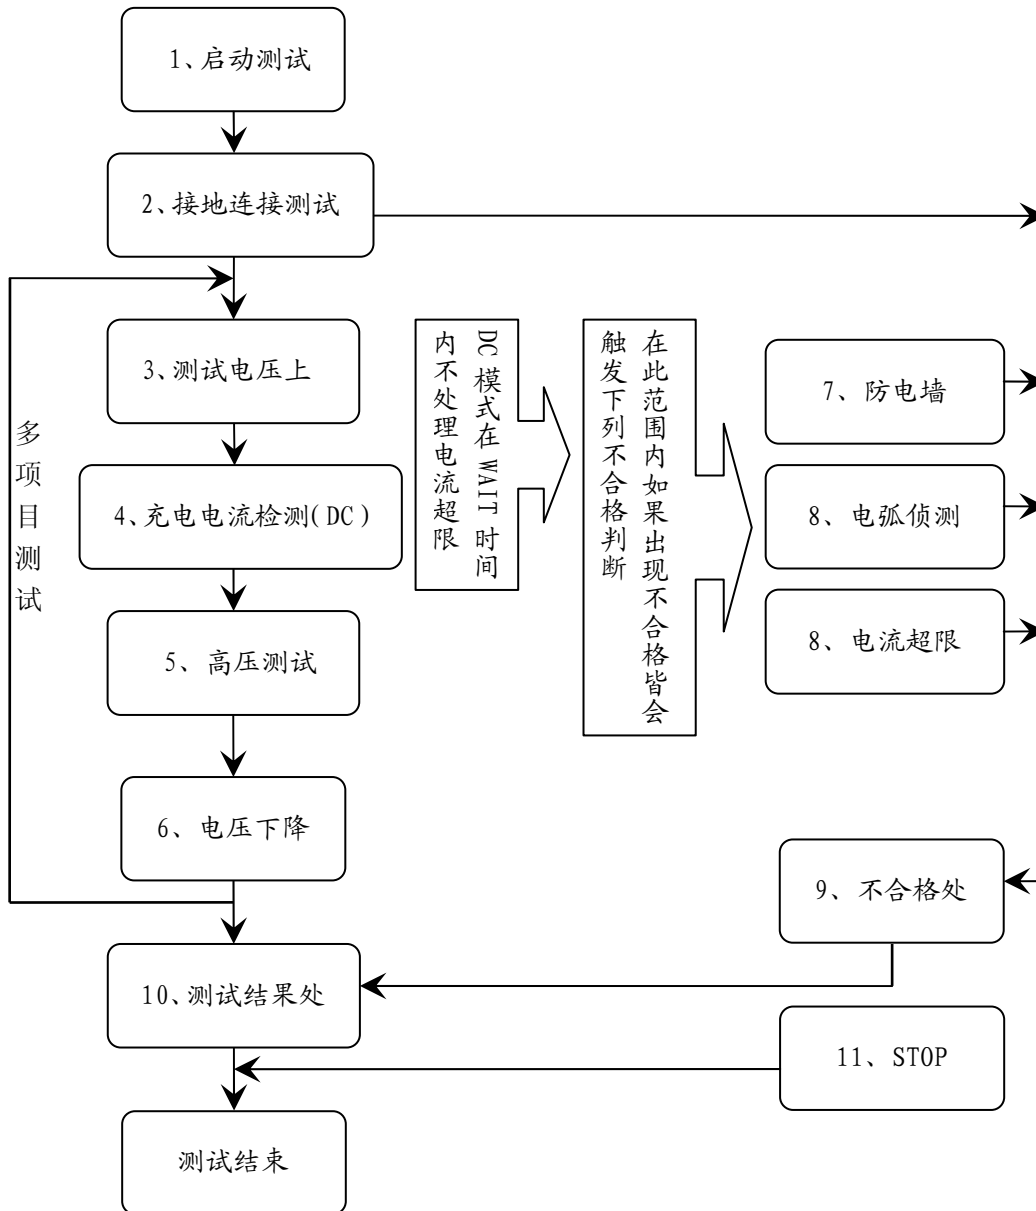 1、启动测试
2、接地连接测试
3、测试电压上
4、充电电流检测(DC)
5、高压测试
6、电压下降
多项目测试
DC 模式在 WAIT 时间
内不处理电流超限
在此范围内如果出现不合格皆会
触发下列不合格判断
7、防电墙
8、电弧侦测
8、电流超限
9、不合格处
10、测试结果处
11、STOP
测试结束